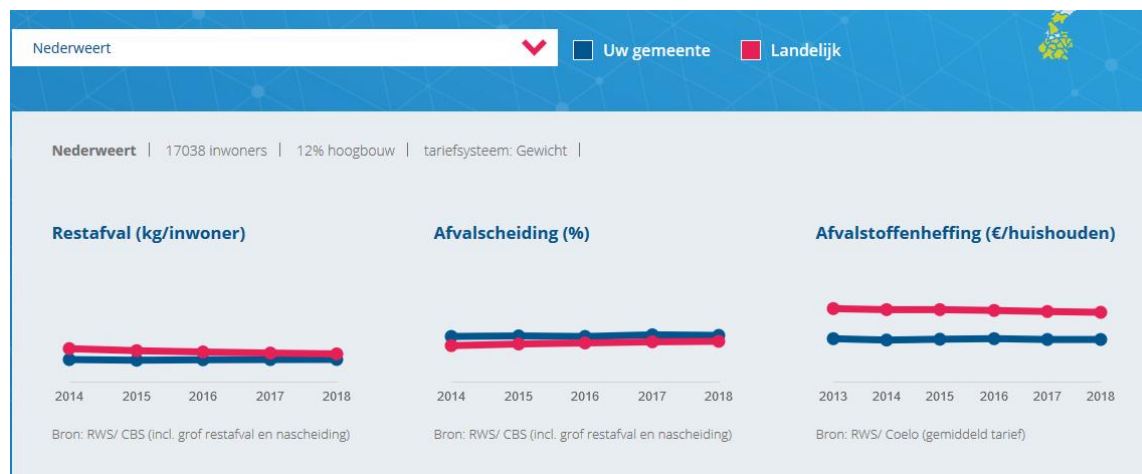 Nederweert
Uw gemeente
Landelijk
Nederweert | 17038 inwoners | 12% hoogbouw | tariefsysteem: Gewicht |
Restafval (kg/inwoner)
2014 2015 2016 2017 2018
Bron: RWS/ CBS (incl. grof restafval en nascheiding)
Afvalscheiding (%)
2014 2015 2016 2017 2018
Bron: RWS/ CBS (incl. grof restafval en nascheiding)
Afvalstoffenheffing (€/huishouden)
2013 2014 2015 2016 2017 2018
Bron: RWS/ Coelo (gemiddeld tarief)